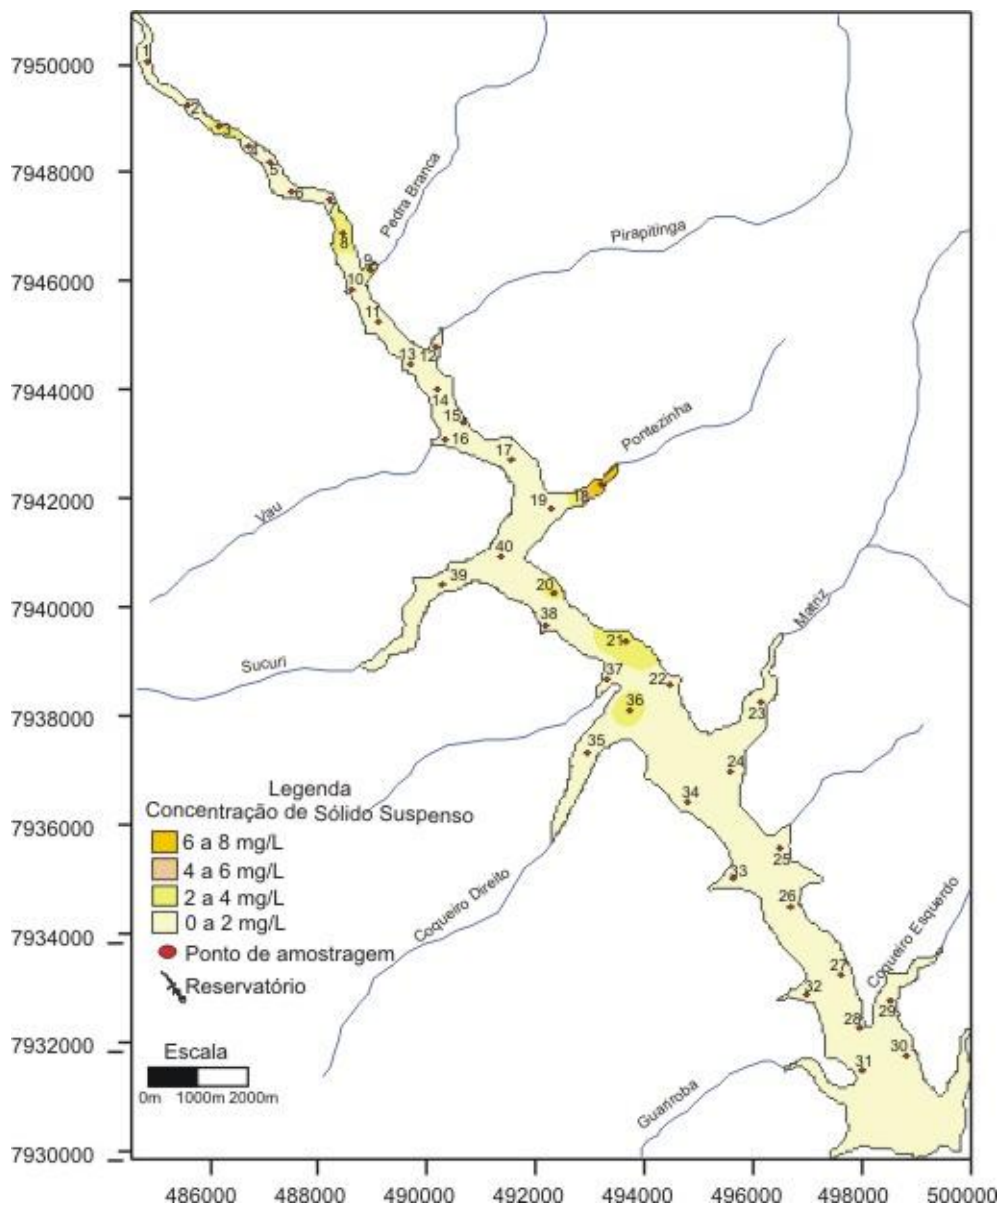 7950000
7948000
7946000
7944000
7942000
7940000
7938000
7936000
7934000
7932000
7930000
1
2
3
4
5
6
8
9
10
11
12
13
14
15
16
17
18
19
40
39
20
38
21
37
22
36
23
35
24
34
25
33
26
27
32
28
29
30
31
Pedra Branca
Pirapitinga
Pontezinha
Vau
Sucuri
Matriz
Coqueiro Direito
Coqueiro Esquerdo
Guariroba
Legenda
Concentração de Sólido Suspenso
6 a 8 mg/L
4 a 6 mg/L
2 a 4 mg/L
0 a 2 mg/L
Ponto de amostragem
Reservatório
Escala
0m 1000m 2000m
486000 488000 490000 492000 494000 496000 498000 500000